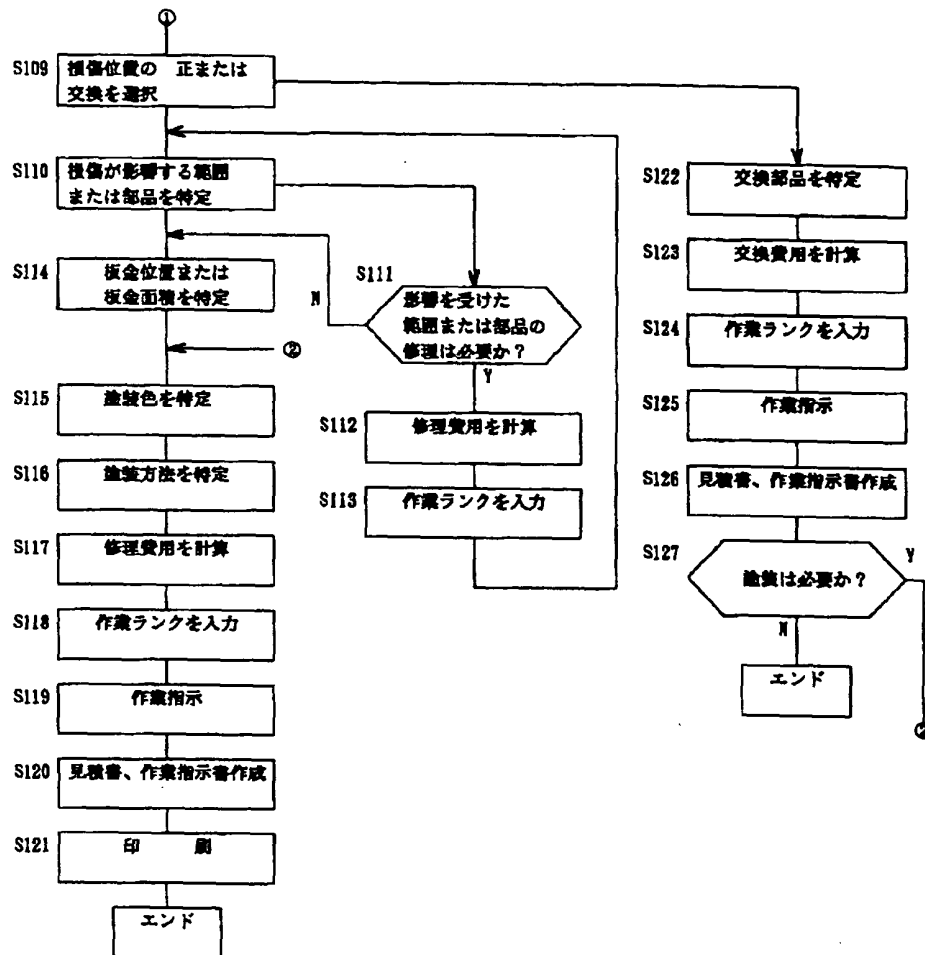 ①
S109
損傷位置の 正または
交換を選択
S110
損傷が影響する範囲
または部品を特定
S114
板金位置または
板金面積を特定
②
S115
塗装色を特定
S116
塗装方法を特定
S117
修理費用を計算
S118
作業ランクを入力
S119
作業指示
S120
見積書、作業指示書作成
S121
印 刷
エンド
S111
影響を受けた
範囲または部品の
修理は必要か？
N
Y
S112
修理費用を計算
S113
作業ランクを入力
S122
交換部品を特定
S123
交換費用を計算
S124
作業ランクを入力
S125
作業指示
S126
見積書、作業指示書作成
S127
塗装は必要か？
Y
N
エンド
②